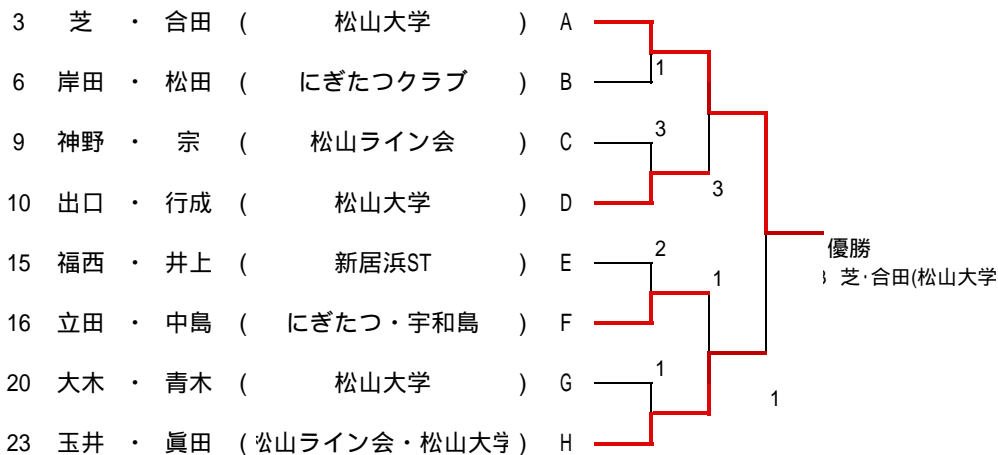 3 芝 ・ 合田 ( 松山大学 ) A
1
6 岸田 ・ 松田 ( にぎたつクラブ ) B
9 神野 ・ 宗 ( 松山ライン会 ) C
3
3
10 出口 ・ 行成 ( 松山大学 ) D
優勝
15 福西 ・ 井上 ( 新居浜ST ) E
2
1
芝・合田(松山大学
16 立田 ・ 中島 ( にぎたつ・宇和島 ) F
20 大木 ・ 青木 ( 松山大学 ) G
1
1
23 玉井 ・ 眞田 ( 松山ライン会・松山大学 ) H